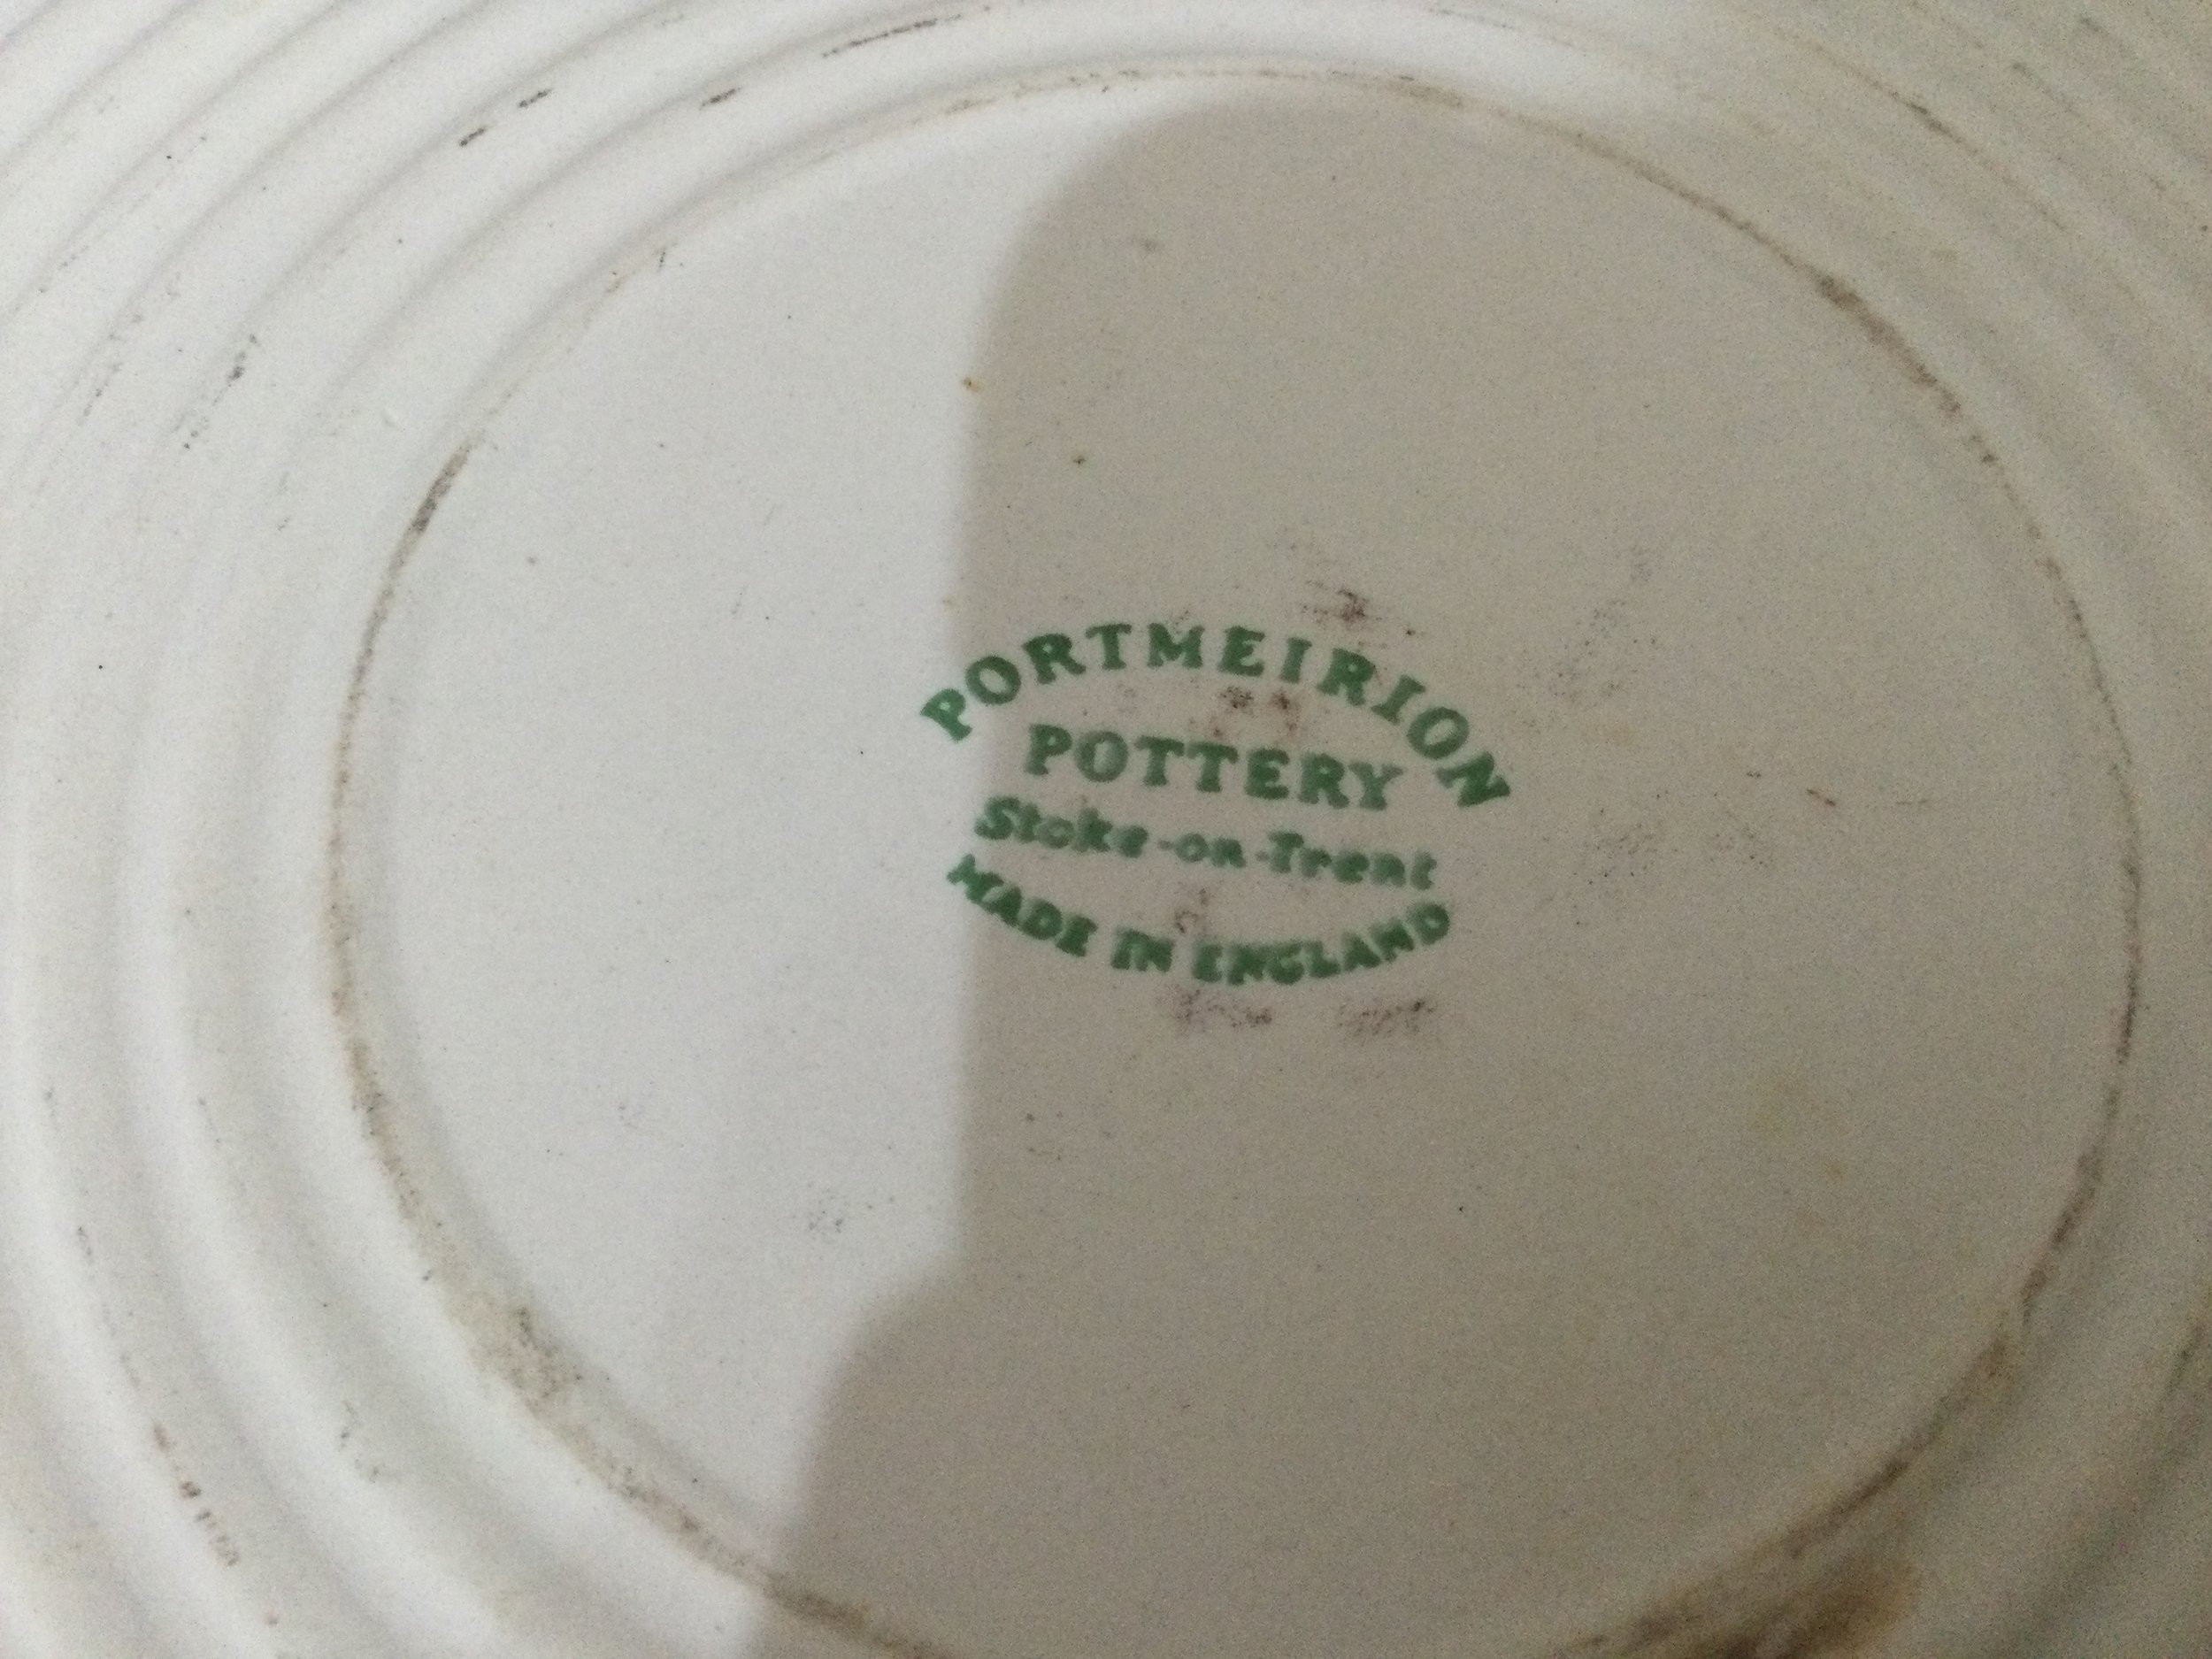 PORTMEIRION
POTTERY
Stoke-on-Trent
MADE IN ENGLAND